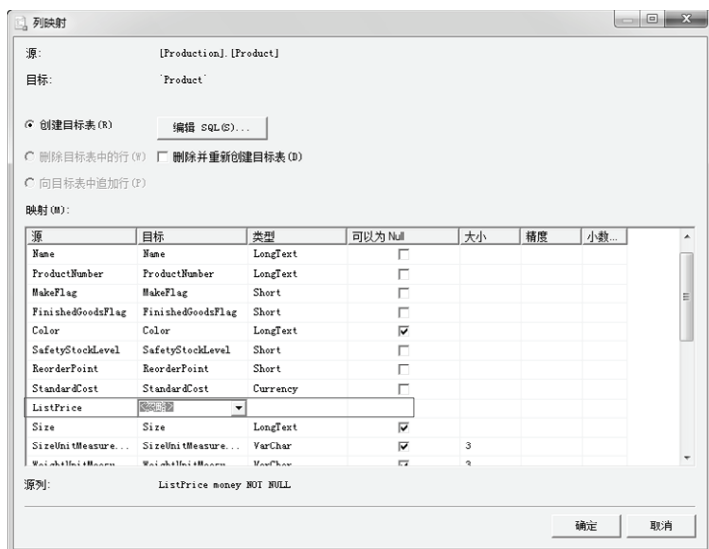 列映射
源: [Production].[Product]
目标: `Product`
创建目标表(R) 编辑 SQL(S)...
删除目标表中的行(W) 删除并重新创建目标表(D)
向目标表中追加行(P)
映射(M):
源 目标 类型 可以为 Null 大小 精度 小数...
Name Name LongText
ProductNumber ProductNumber LongText
MakeFlag MakeFlag Short
FinishedGoodsFlag FinishedGoodsFlag Short
Color Color LongText
SafetyStockLevel SafetyStockLevel Short
ReorderPoint ReorderPoint Short
StandardCost StandardCost Currency
ListPrice <忽略>
Size Size LongText
SizeUnitMeasure... SizeUnitMeasure... VarChar 3
VarChar 3
源列: ListPrice money NOT NULL
确定 取消